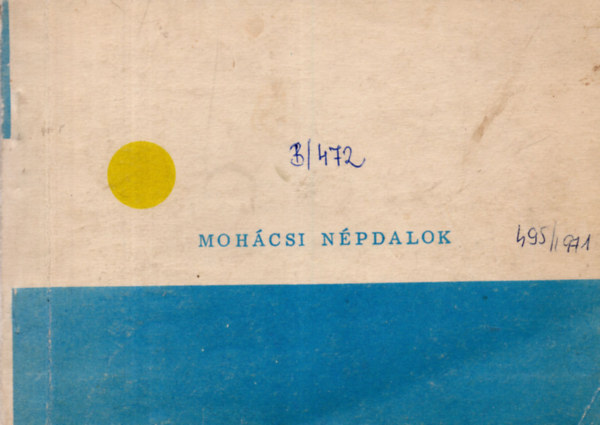 B/472
MOHÁCSI NÉPDALOK
495/1971